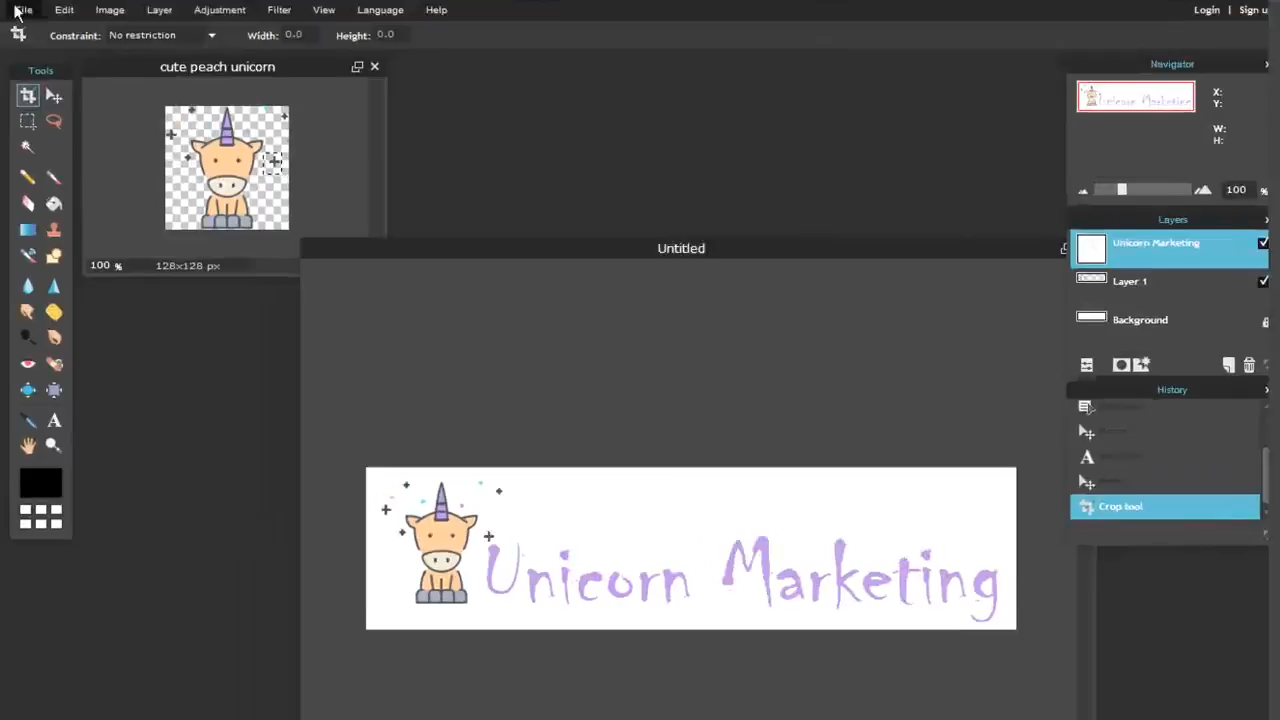 File Edit Image Layer Adjustment Filter View Language Help Login | Sign u
Constraint: No restriction Width: 0.0 Height: 0.0
Tools
cute peach unicorn
100 %
128x128 px
Untitled
Unicorn Marketing
Navigator
X:
Y:
W:
H:
100 %
Layers
Unicorn Marketing
Layer 1
Background
History
Crop tool